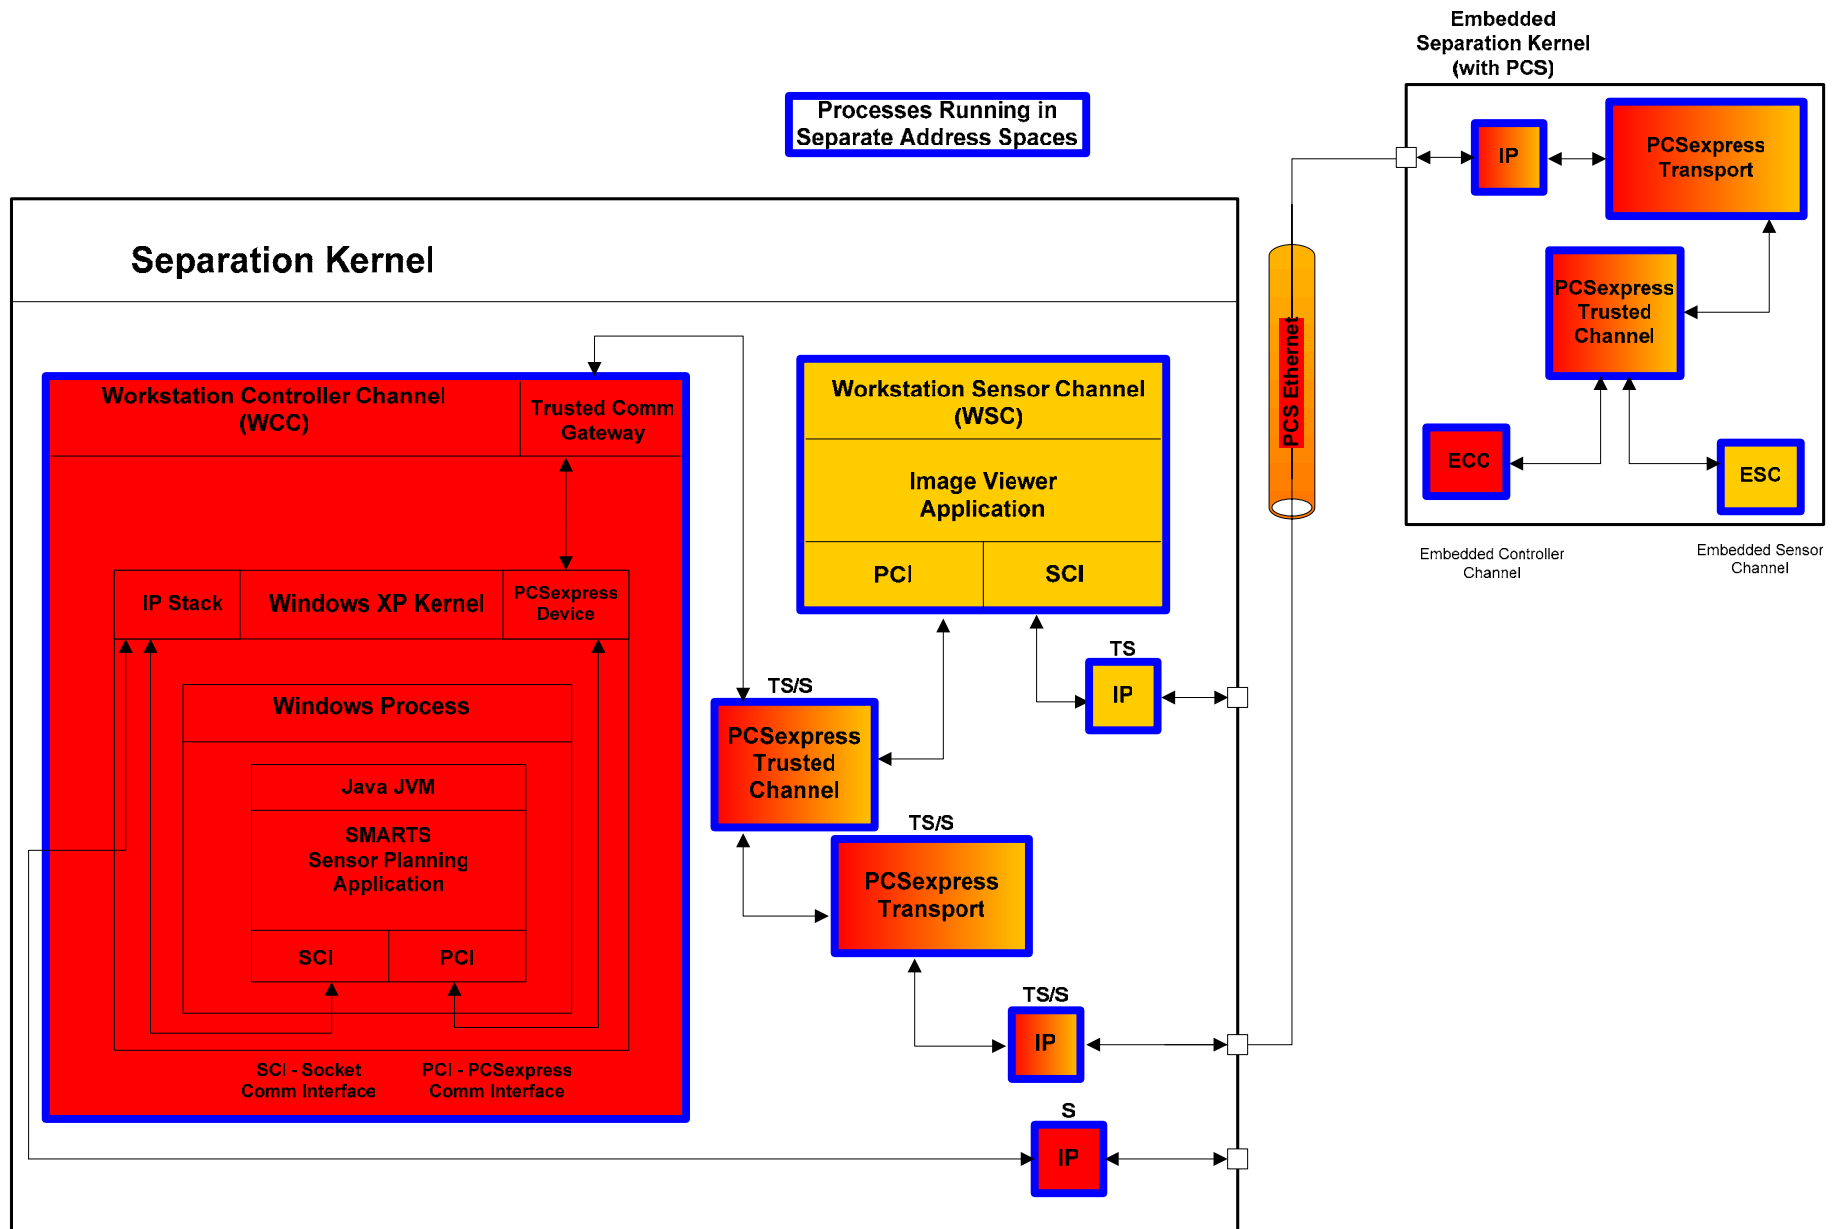 Embedded
Separation Kernel
(with PCS)
Processes Running in
Separate Address Spaces
IP
PCSexpress
Transport
PCSexpress
Trusted
Channel
ECC
ESC
Embedded Controller
Channel
Embedded Sensor
Channel
PCS Ethernet
Separation Kernel
Workstation Controller Channel
(WCC)
Trusted Comm
Gateway
IP Stack
Windows XP Kernel
PCSexpress
Device
Windows Process
Java JVM
SMARTS
Sensor Planning
Application
SCI
PCI
SCI - Socket
Comm Interface
PCI - PCSexpress
Comm Interface
Workstation Sensor Channel
(WSC)
Image Viewer
Application
PCI
SCI
TS
IP
TS/S
PCSexpress
Trusted
Channel
TS/S
PCSexpress
Transport
TS/S
IP
S
IP